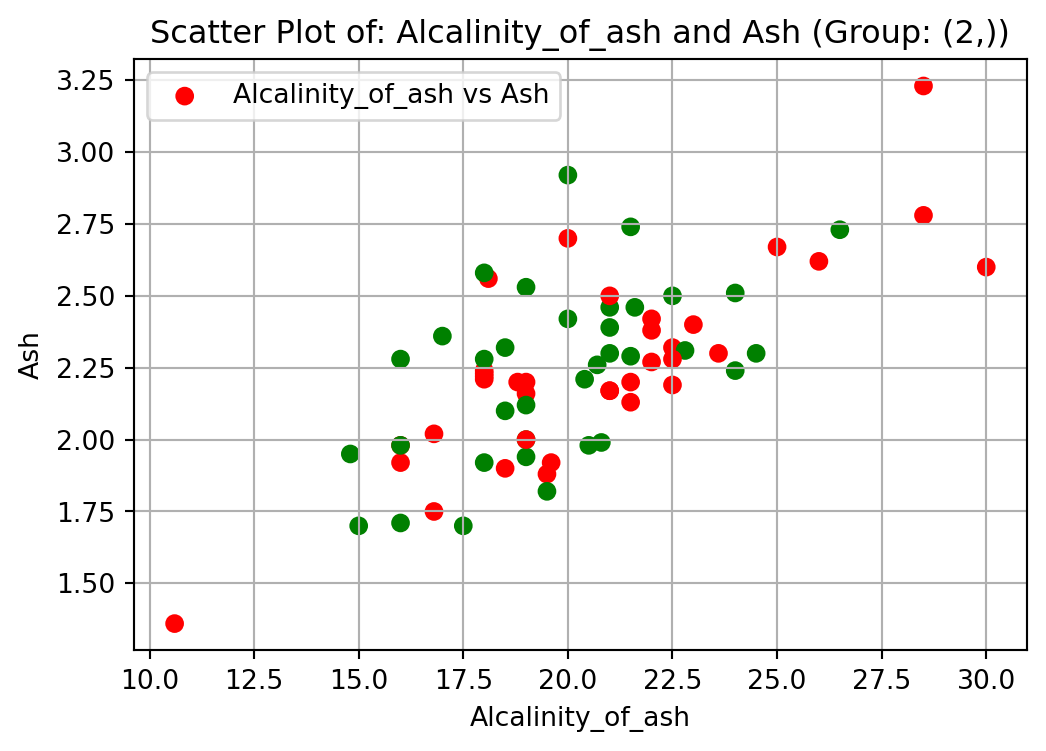 Scatter Plot of: Alcalinity_of_ash and Ash (Group: (2,))
Alcalinity_of_ash vs Ash
3.25
3.00
2.75
2.50
2.25
2.00
1.75
1.50
Ash
10.0 12.5 15.0 17.5 20.0 22.5 25.0 27.5 30.0
Alcalinity_of_ash